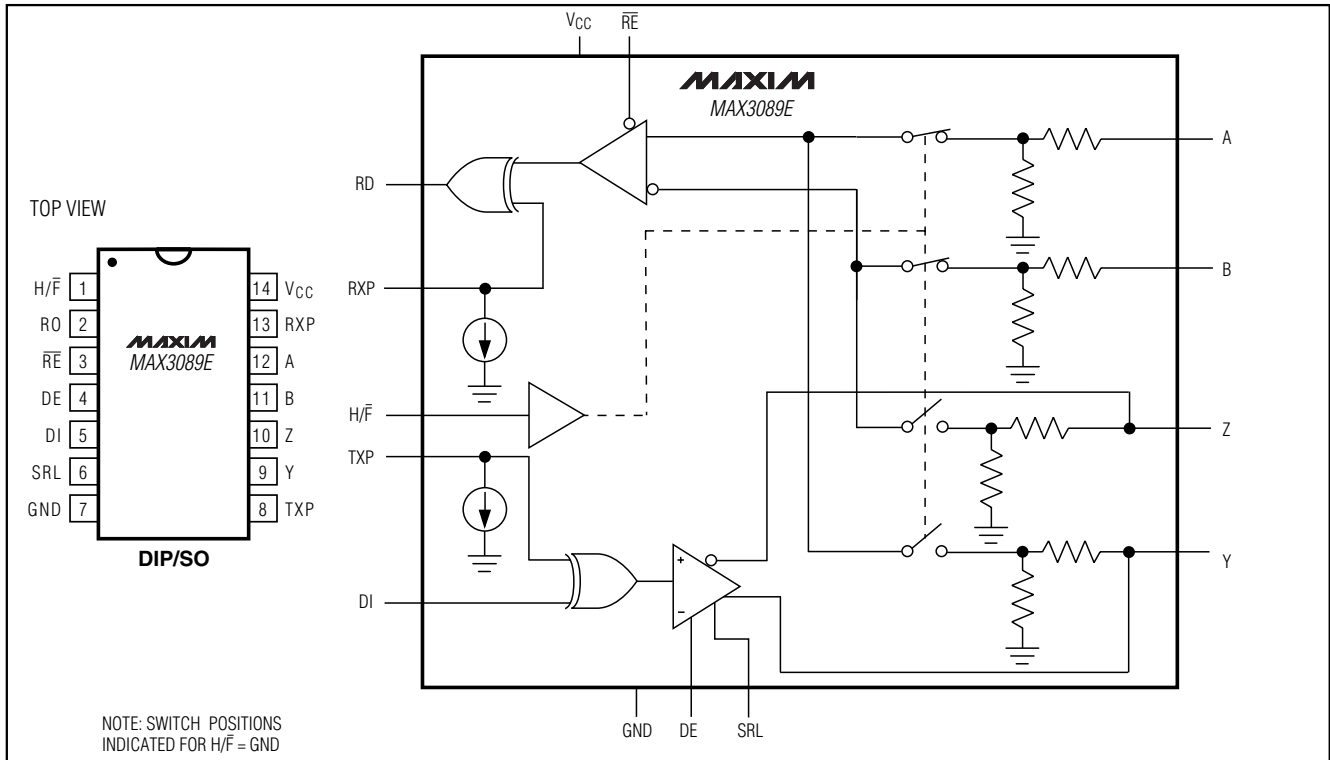 TOP VIEW
MAXIM
MAX3089E
H/F̅ 1
RO 2
R̅E̅ 3
DE 4
DI 5
SRL 6
GND 7
14 VCC
13 RXP
12 A
11 B
10 Z
9 Y
8 TXP
DIP/SO
VCC R̅E̅
MAXIM
MAX3089E
RD
RXP
H/F̅
TXP
DI
A
B
Z
Y
+
−
GND DE SRL
NOTE: SWITCH POSITIONS
INDICATED FOR H/F̅ = GND